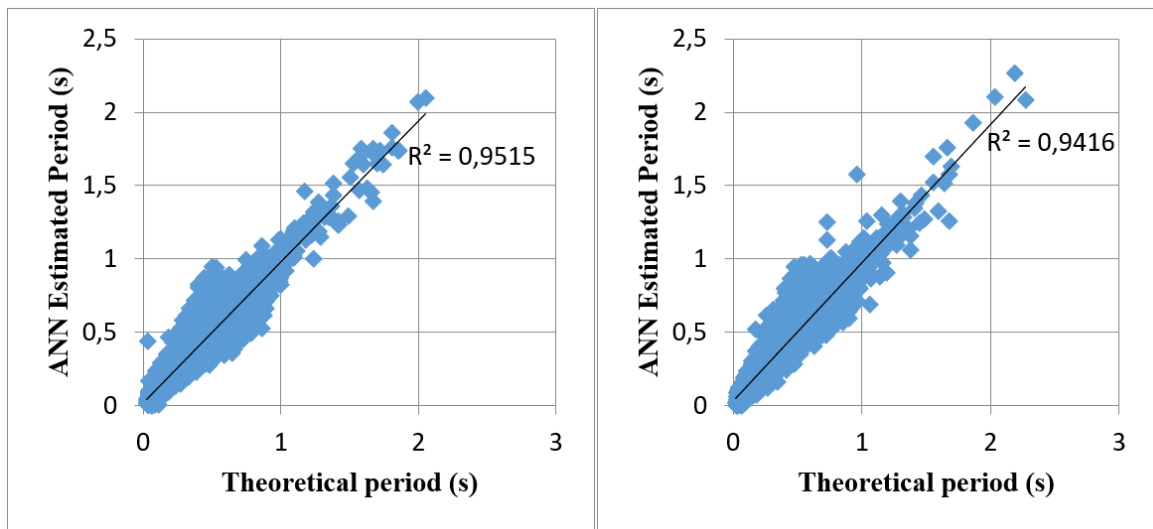 ANN Estimated Period (s)
2,5
2
1,5
1
0,5
0
R² = 0,9515
0 1 2 3
Theoretical period (s)
ANN Estimated Period (s)
2,5
2
1,5
1
0,5
0
R² = 0,9416
0 1 2 3
Theoretical period (s)